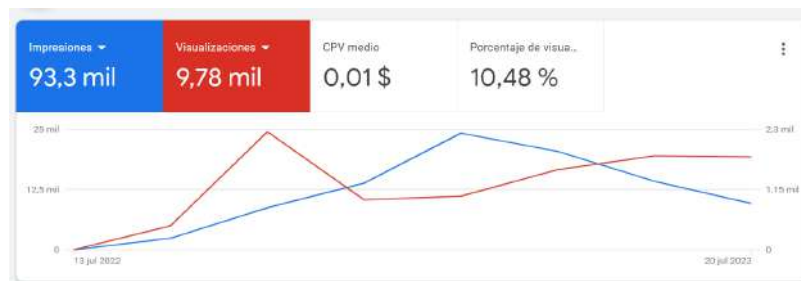 Impresiones
93,3 mil
Visualizaciones
9,78 mil
CPV medio
0,01 $
Porcentaje de visua...
10,48 %
25 mil
12,5 mil
0
2,3 mil
1,15 mil
0
13 jul 2022
20 jul 2022